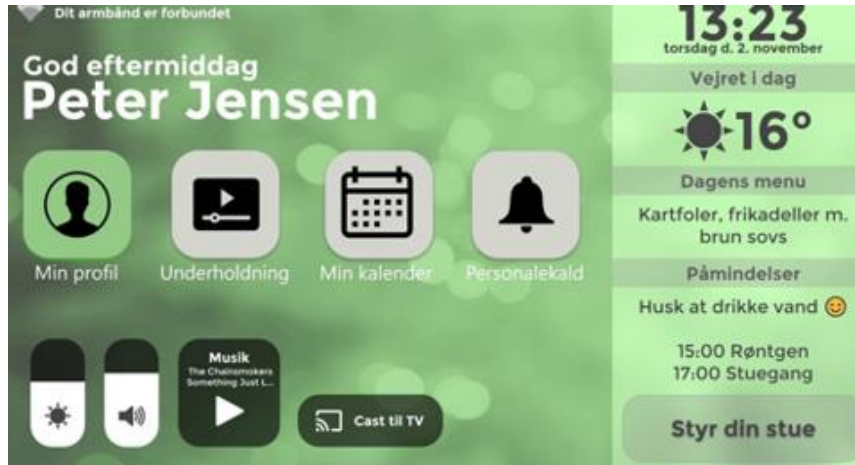 Dit armbånd er forbundet
God eftermiddag
Peter Jensen
Min profil
Underholdning
Min kalender
Personalekald
Musik
The Chainsmokers
Something Just L...
Cast til TV
13:23
torsdag d. 2. november
Vejret i dag
16°
Dagens menu
Kartfoler, frikadeller m.
brun sovs
Påmindelser
Husk at drikke vand 😊
15:00 Røntgen
17:00 Stuegang
Styr din stue